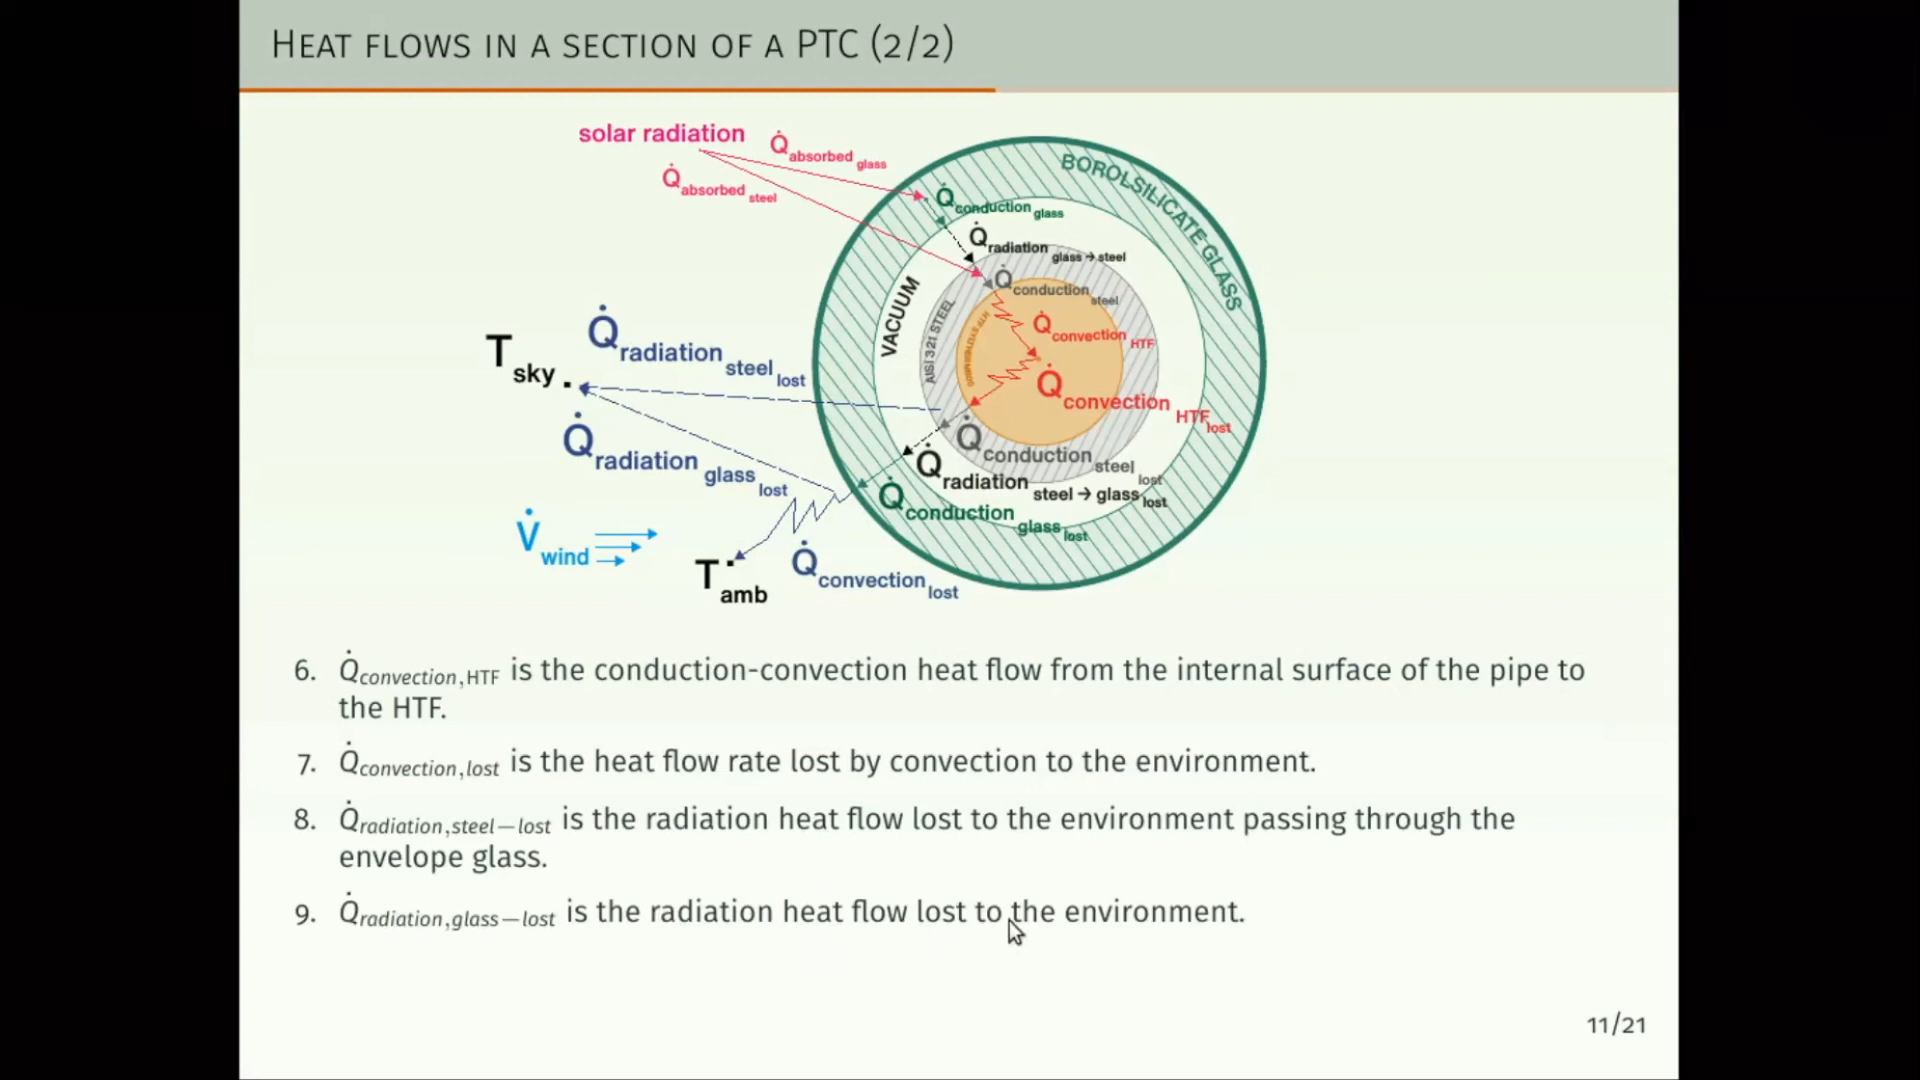 HEAT FLOWS IN A SECTION OF A PTC (2/2)
solar radiation
Q̇ absorbed glass
Q̇ absorbed steel
BOROLSILICATE GLASS
Q̇ conduction glass
Q̇ radiation glass → steel
Q̇ conduction steel
VACUUM
AISI 321 STEEL
Q̇ convection HTF
Q̇ convection HTF lost
T sky
Q̇ radiation steel lost
Q̇ radiation glass lost
Q̇ conduction steel lost
Q̇ radiation steel → glass lost
Q̇ conduction glass lost
V̇ wind
T amb
Q̇ convection lost
6. Q̇convection,HTF is the conduction-convection heat flow from the internal surface of the pipe to
the HTF.
7. Q̇convection,lost is the heat flow rate lost by convection to the environment.
8. Q̇radiation,steel−lost is the radiation heat flow lost to the environment passing through the
envelope glass.
9. Q̇radiation,glass−lost is the radiation heat flow lost to the environment.
11/21